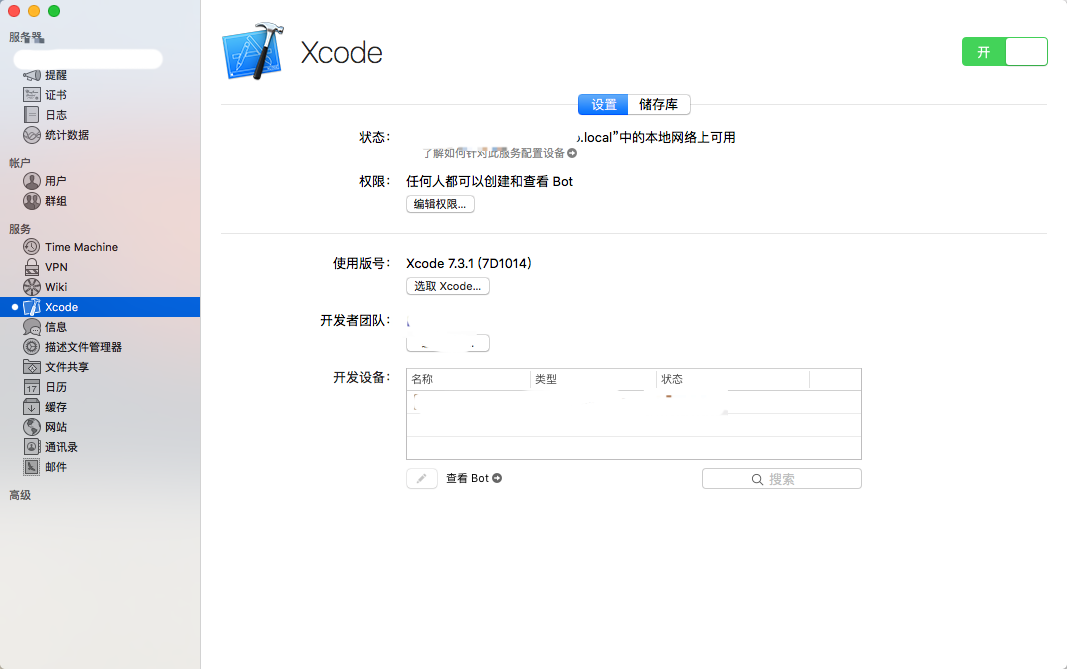 服务器
提醒
证书
日志
统计数据
帐户
用户
群组
服务
Time Machine
VPN
Wiki
Xcode
信息
描述文件管理器
文件共享
17
日历
缓存
网站
通讯录
邮件
高级
Xcode
开
设置
储存库
状态：
.local”中的本地网络上可用
了解如何针对此服务配置设备
权限：
任何人都可以创建和查看 Bot
编辑权限...
使用版号：
Xcode 7.3.1 (7D1014)
选取 Xcode...
开发者团队：
开发设备：
名称
类型
状态
查看 Bot
搜索